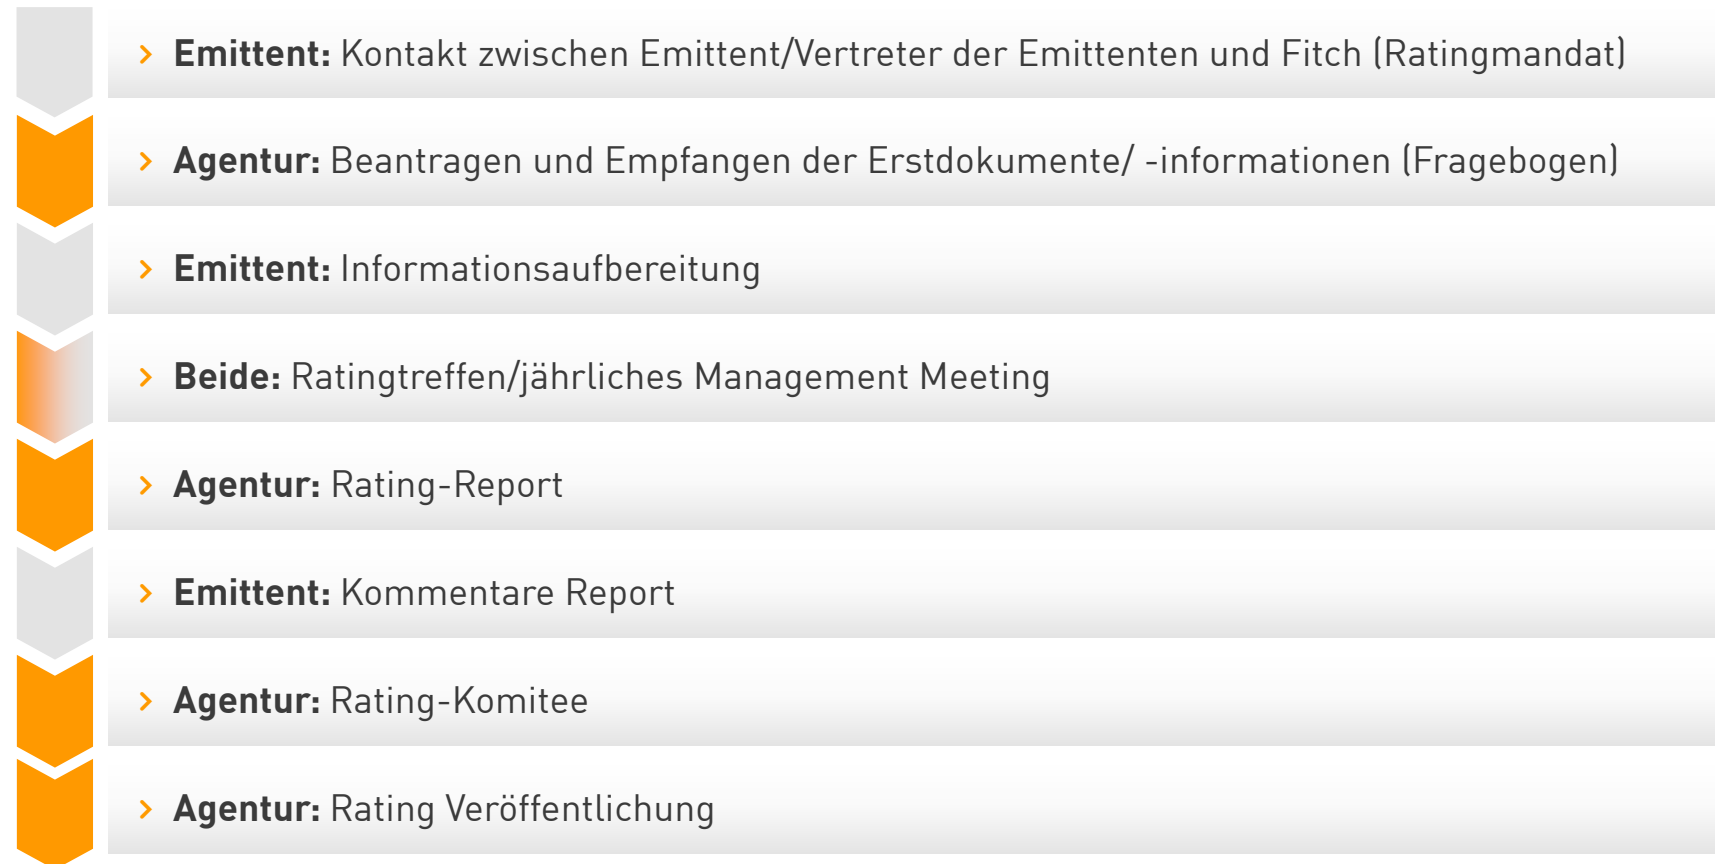 Emittent: Kontakt zwischen Emittent/Vertreter der Emittenten und Fitch (Ratingmandat)
Agentur: Beantragen und Empfangen der Erstdokumente/ -informationen (Fragebogen)
Emittent: Informationsaufbereitung
Beide: Ratingtreffen/jährliches Management Meeting
Agentur: Rating-Report
Emittent: Kommentare Report
Agentur: Rating-Komitee
Agentur: Rating Veröffentlichung